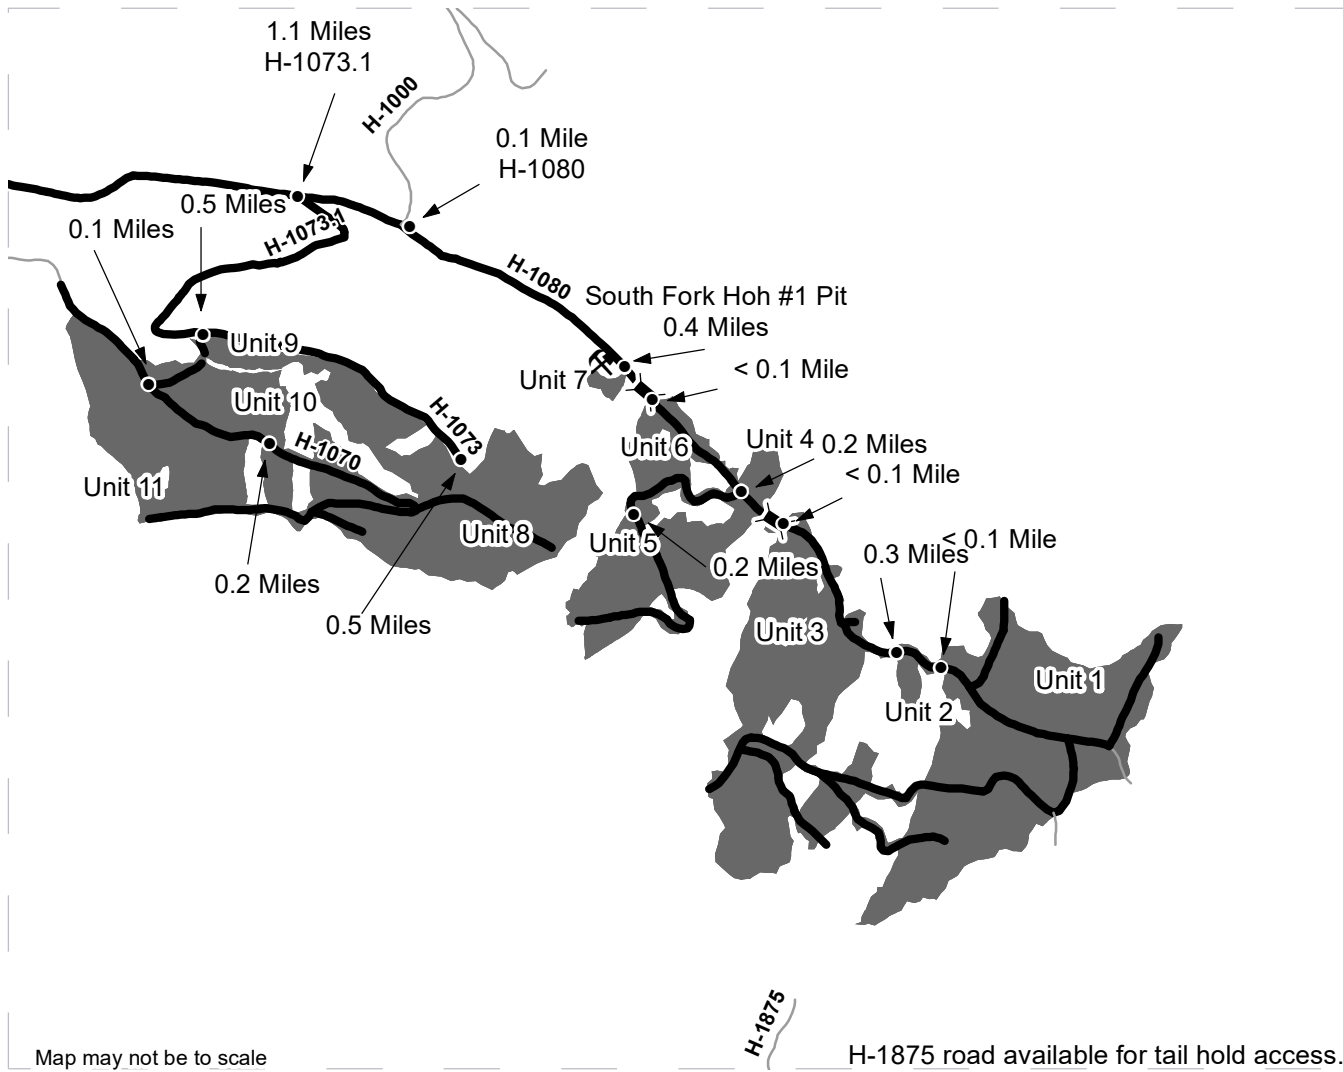 1.1 Miles
H-1073.1
H-1000
0.1 Mile
H-1080
0.5 Miles
0.1 Miles
H-1073.1
H-1080
South Fork Hoh #1 Pit
0.4 Miles
Unit 9
Unit 7
< 0.1 Mile
Unit 10
H-1073
H-1070
Unit 6
Unit 4
0.2 Miles
< 0.1 Mile
Unit 11
Unit 8
Unit 5
0.2 Miles
0.3 Miles
< 0.1 Mile
0.2 Miles
0.5 Miles
Unit 3
Unit 1
Unit 2
H-1875
Map may not be to scale
H-1875 road available for tail hold access.